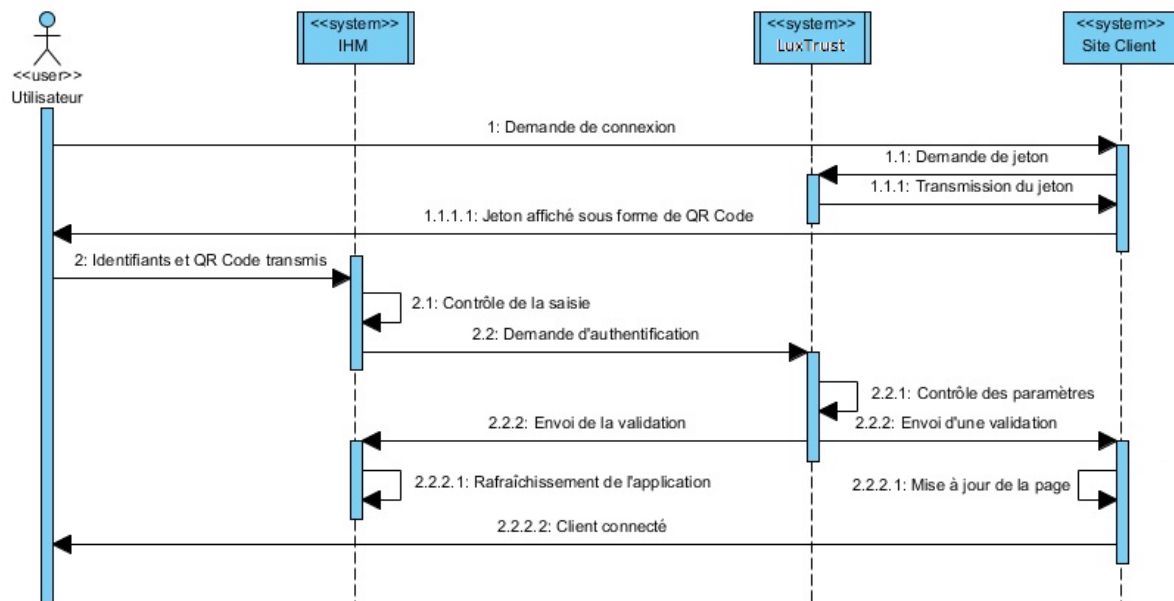 <<system>>
IHM
<<system>>
LuxTrust
<<system>>
Site Client
<<user>>
Utilisateur
1: Demande de connexion
1.1: Demande de jeton
1.1.1: Transmission du jeton
1.1.1.1: Jeton affiché sous forme de QR Code
2: Identifiants et QR Code transmis
2.1: Contrôle de la saisie
2.2: Demande d'authentification
2.2.1: Contrôle des paramètres
2.2.2: Envoi de la validation
2.2.2: Envoi d'une validation
2.2.2.1: Rafraîchissement de l'application
2.2.2.1: Mise à jour de la page
2.2.2.2: Client connecté